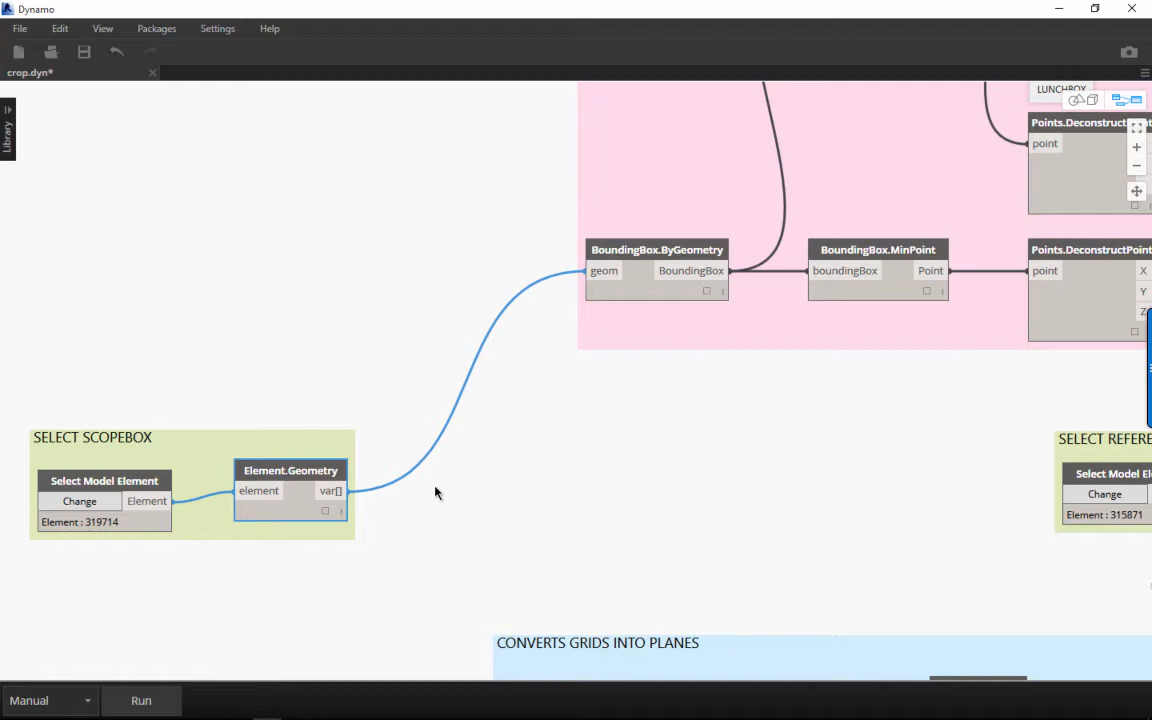 Dynamo
File Edit View Packages Settings Help
crop.dyn*
Library
LUNCHBOX
Points.Deconstruct
point
BoundingBox.ByGeometry
geom BoundingBox
BoundingBox.MinPoint
boundingBox Point
Points.DeconstructPoint
point X
Y
Z
SELECT SCOPEBOX
Select Model Element
Change Element
Element : 319714
Element.Geometry
element var[]
SELECT REFERE
Select Model El
Change
Element : 315871
CONVERTS GRIDS INTO PLANES
Manual Run